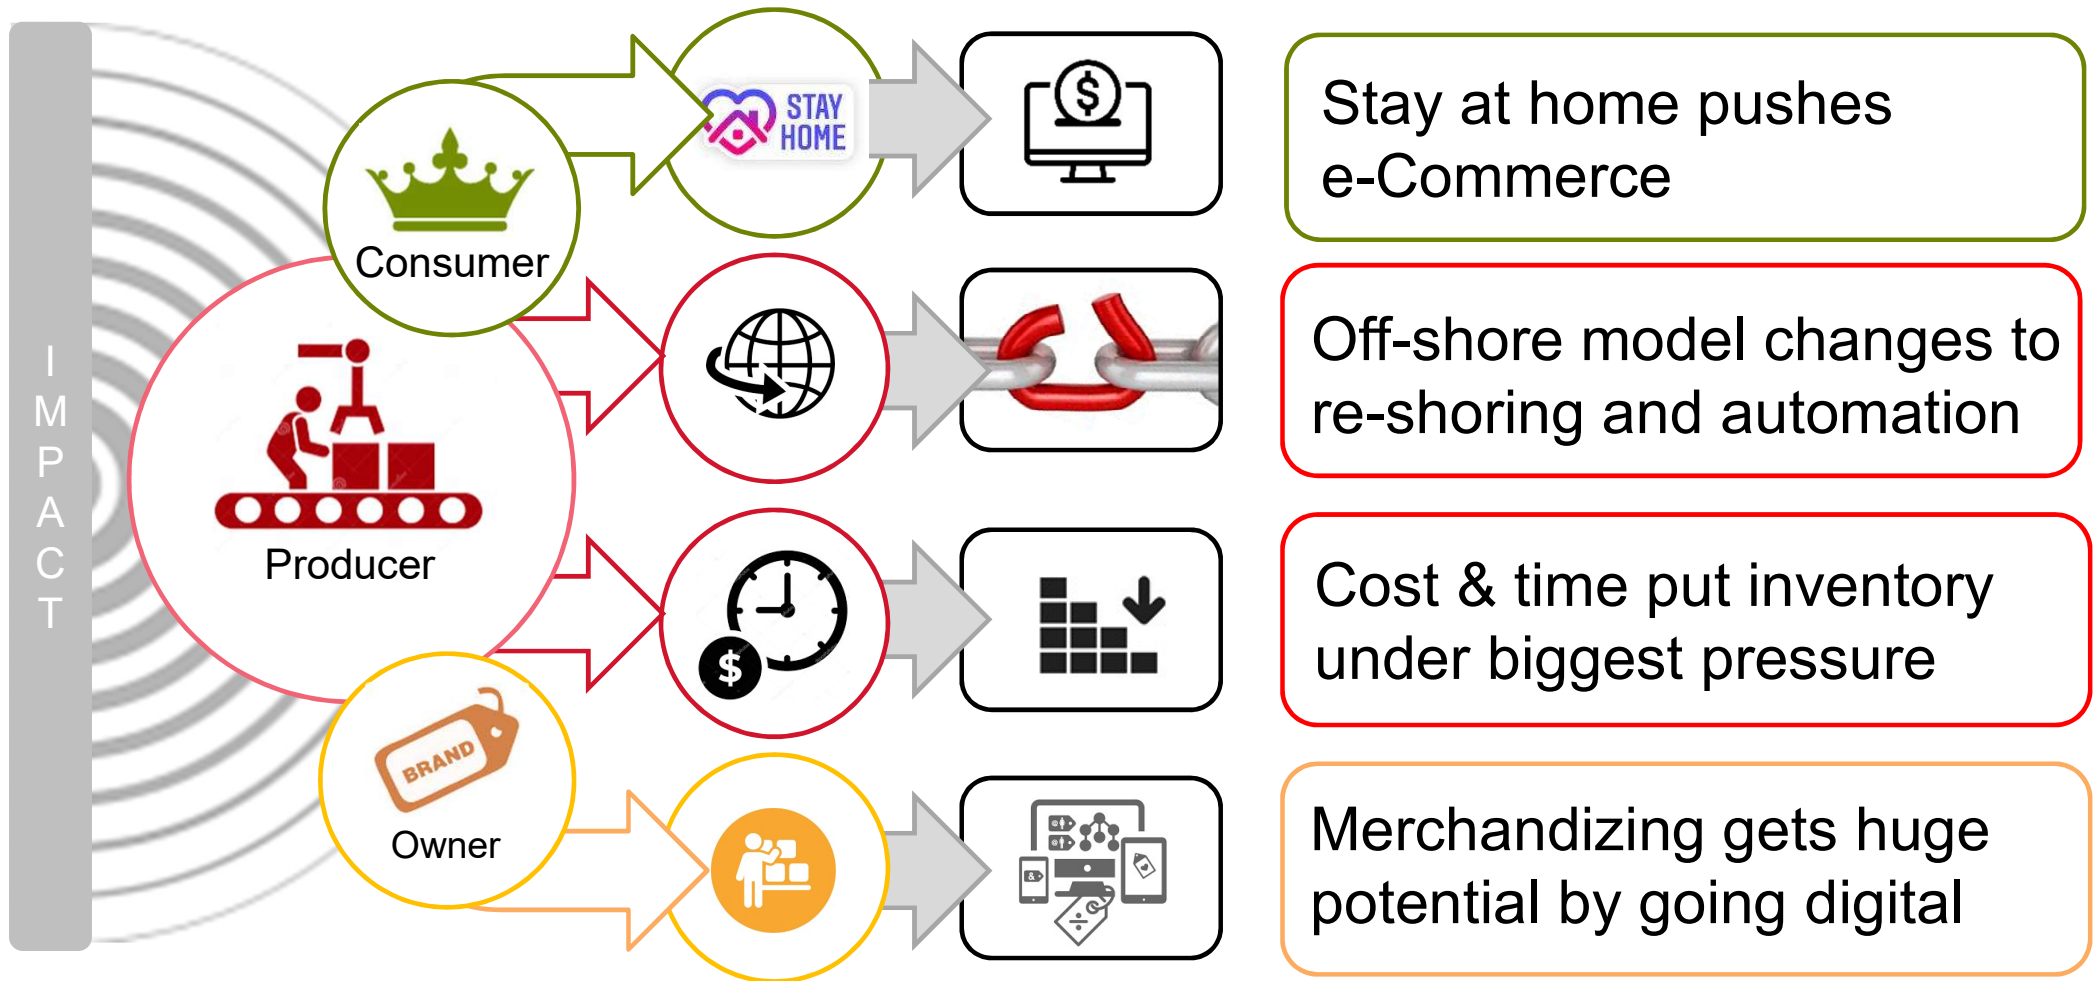 IMPACT
Consumer
STAY
HOME
$
Stay at home pushes
e-Commerce
Producer
Off-shore model changes to
re-shoring and automation
$
Cost & time put inventory
under biggest pressure
BRAND
Owner
&
÷
Merchandizing gets huge
potential by going digital